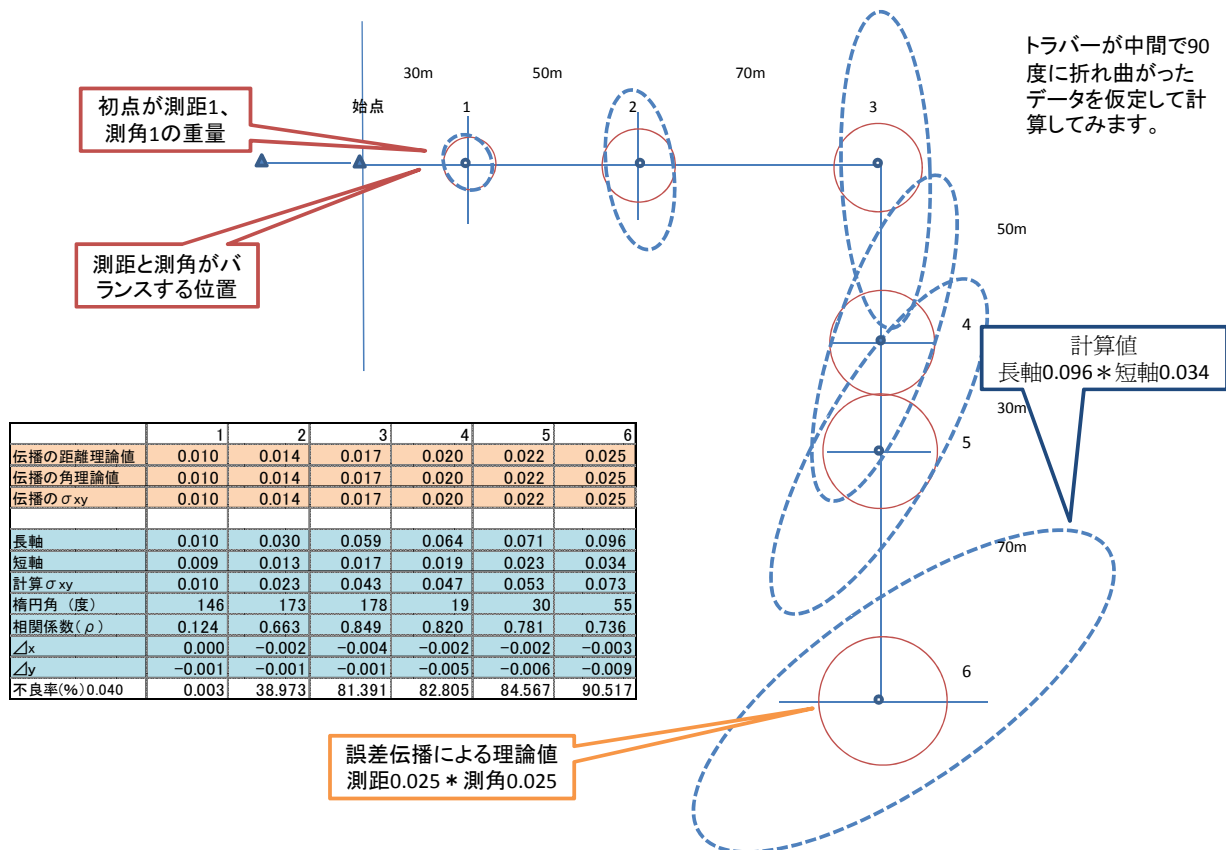 トラバーが中間で90
度に折れ曲がった
データを仮定して計
算してみます。
30m
50m
70m
初点が測距1、
測角1の重量
始点
1
2
3
測距と測角がバ
ランスする位置
50m
4
計算値
長軸0.096＊短軸0.034
30m
5
70m
6
1 2 3 4 5 6
伝播の距離理論値 0.010 0.014 0.017 0.020 0.022 0.025
伝播の角理論値 0.010 0.014 0.017 0.020 0.022 0.025
伝播のσxy 0.010 0.014 0.017 0.020 0.022 0.025
長軸 0.010 0.030 0.059 0.064 0.071 0.096
短軸 0.009 0.013 0.017 0.019 0.023 0.034
計算σxy 0.010 0.023 0.043 0.047 0.053 0.073
楕円角（度） 146 173 178 19 30 55
相関係数(ρ) 0.124 0.663 0.849 0.820 0.781 0.736
⊿x 0.000 −0.002 −0.004 −0.002 −0.002 −0.003
⊿y −0.001 −0.001 −0.001 −0.005 −0.006 −0.009
不良率(%)0.040 0.003 38.973 81.391 82.805 84.567 90.517
誤差伝播による理論値
測距0.025＊測角0.025